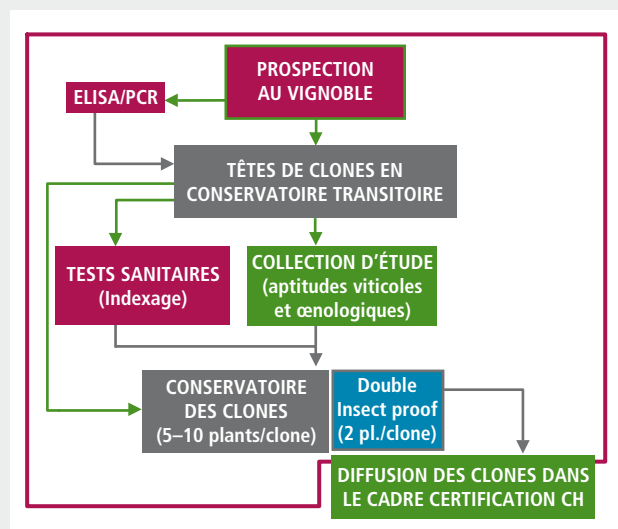 PROSPECTION
AU VIGNOBLE
ELISA/PCR
TÊTES DE CLONES EN
CONSERVATOIRE TRANSITOIRE
TESTS SANITAIRES
(Indexage)
COLLECTION D'ÉTUDE
(aptitudes viticoles
et œnologiques)
CONSERVATOIRE
DES CLONES
(5–10 plants/clone)
Double
Insect proof
(2 pl./clone)
DIFFUSION DES CLONES DANS
LE CADRE CERTIFICATION CH